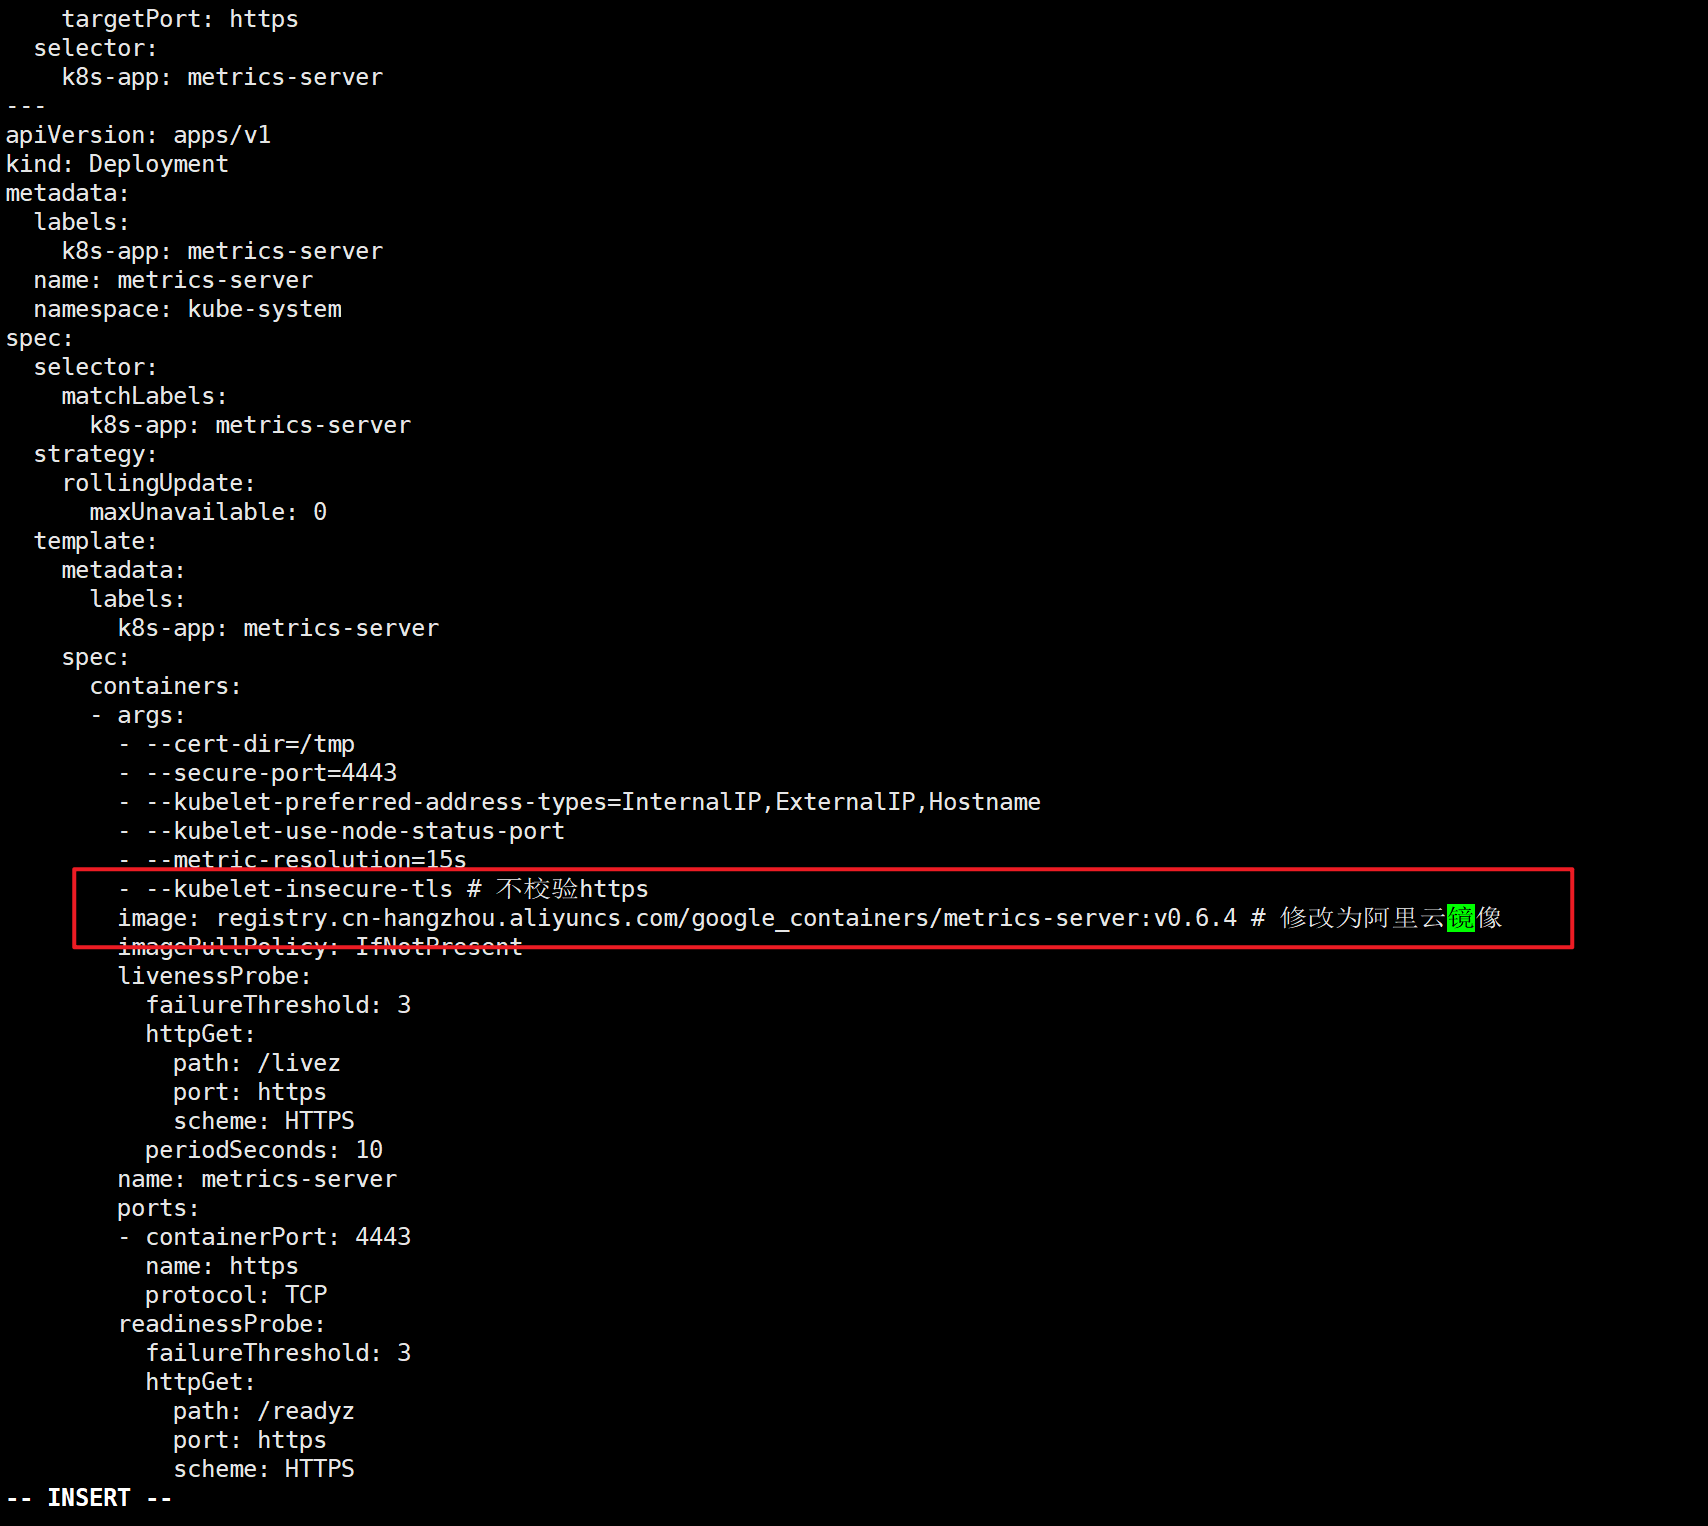 targetPort: https
  selector:
    k8s-app: metrics-server
---
apiVersion: apps/v1
kind: Deployment
metadata:
  labels:
    k8s-app: metrics-server
  name: metrics-server
  namespace: kube-system
spec:
  selector:
    matchLabels:
      k8s-app: metrics-server
  strategy:
    rollingUpdate:
      maxUnavailable: 0
  template:
    metadata:
      labels:
        k8s-app: metrics-server
    spec:
      containers:
      - args:
        - --cert-dir=/tmp
        - --secure-port=4443
        - --kubelet-preferred-address-types=InternalIP,ExternalIP,Hostname
        - --kubelet-use-node-status-port
        - --metric-resolution=15s
        - --kubelet-insecure-tls # 不校验https
        image: registry.cn-hangzhou.aliyuncs.com/google_containers/metrics-server:v0.6.4 # 修改为阿里云镜像
        imagePullPolicy: IfNotPresent
        livenessProbe:
          failureThreshold: 3
          httpGet:
            path: /livez
            port: https
            scheme: HTTPS
          periodSeconds: 10
        name: metrics-server
        ports:
        - containerPort: 4443
          name: https
          protocol: TCP
        readinessProbe:
          failureThreshold: 3
          httpGet:
            path: /readyz
            port: https
            scheme: HTTPS
-- INSERT --